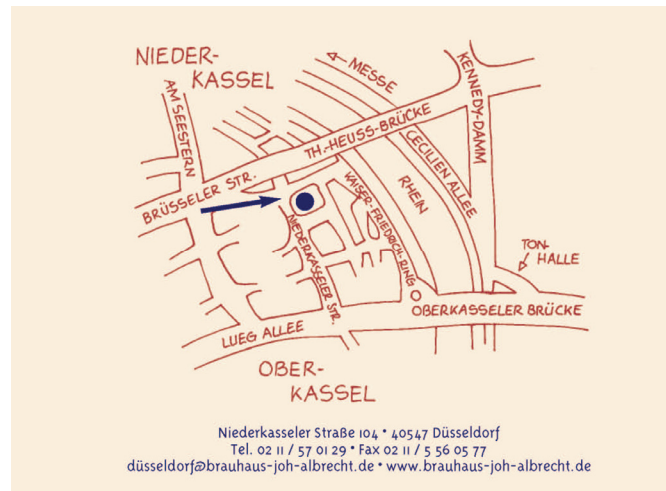 NIEDER-
KASSEL
AM SEESTERN
MESSE
KENNEDY-DAMM
TH.-HEUSS-BRÜCKE
CECILIEN ALLEE
BRÜSSELER STR.
KAISER-FRIEDRICH-RING
RHEIN
NIEDERKASSELER STR.
TON-
HALLE
OBERKASSELER BRÜCKE
LUEG ALLEE
OBER-
KASSEL
Niederkasseler Straße 104 • 40547 Düsseldorf
Tel. 02 11 / 57 01 29 • Fax 02 11 / 5 56 05 77
düsseldorf@brauhaus-joh-albrecht.de • www.brauhaus-joh-albrecht.de